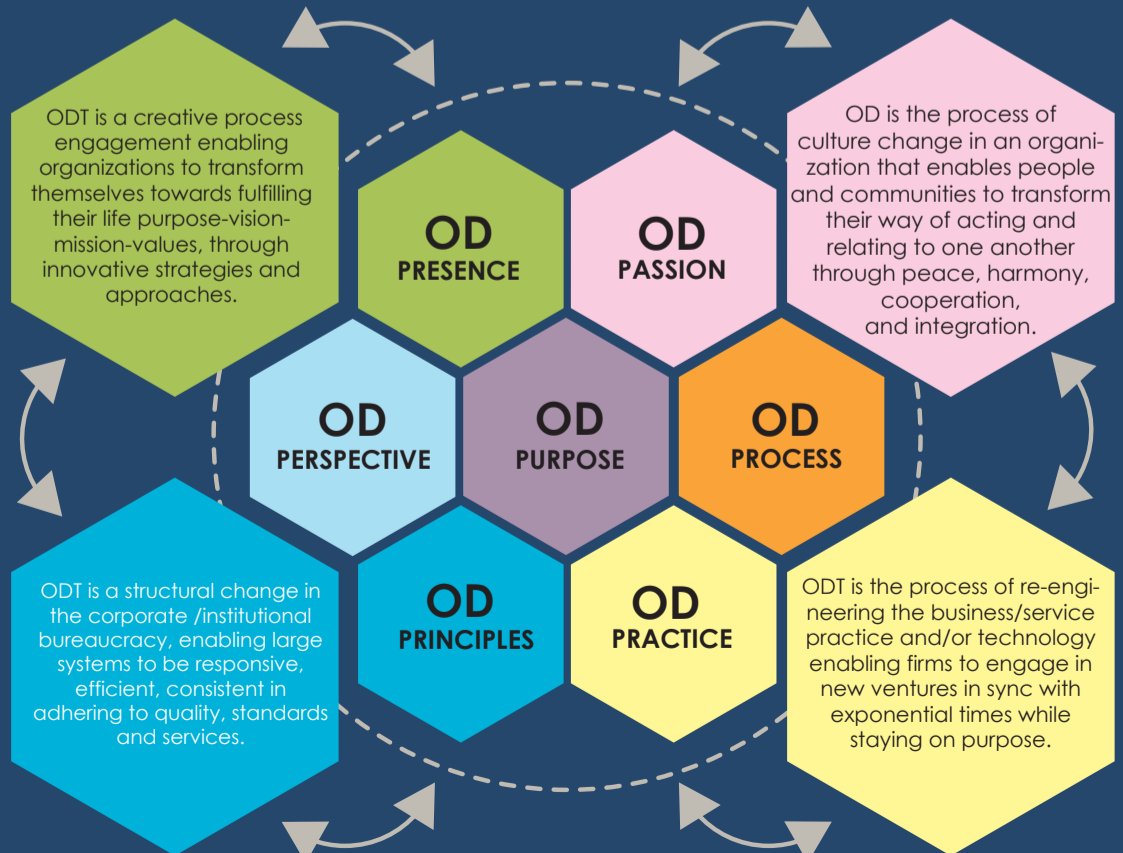 ODT is a creative process
engagement enabling
organizations to transform
themselves towards fulfilling
their life purpose-vision-
mission-values, through
innovative strategies and
approaches.
OD
PRESENCE
OD
PASSION
OD is the process of
culture change in an organi-
zation that enables people
and communities to transform
their way of acting and
relating to one another
through peace, harmony,
cooperation,
and integration.
OD
PERSPECTIVE
OD
PURPOSE
OD
PROCESS
ODT is a structural change in
the corporate /institutional
bureaucracy, enabling large
systems to be responsive,
efficient, consistent in
adhering to quality, standards
and services.
OD
PRINCIPLES
OD
PRACTICE
ODT is the process of re-engi-
neering the business/service
practice and/or technology
enabling firms to engage in
new ventures in sync with
exponential times while
staying on purpose.